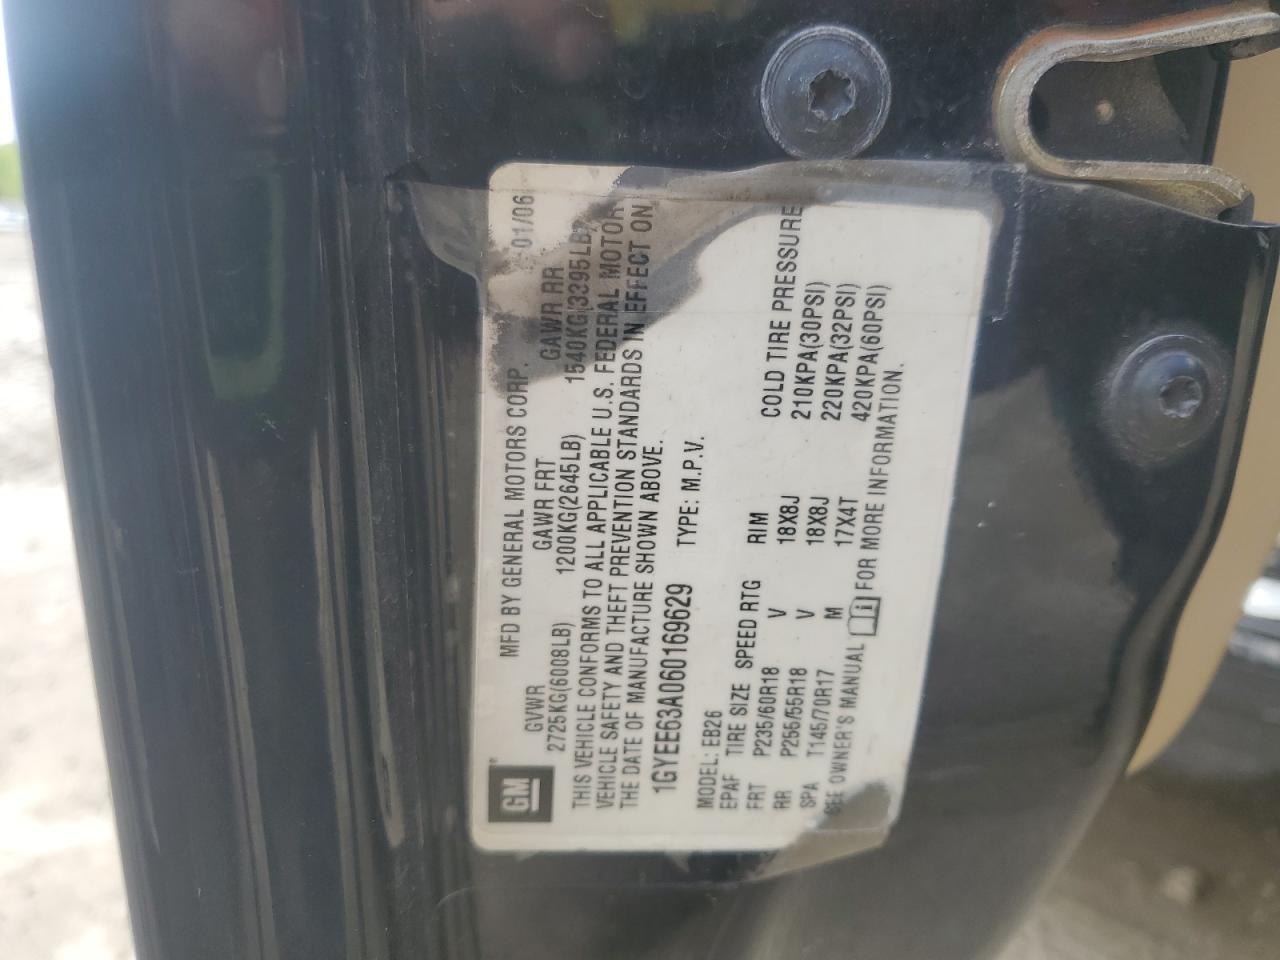 GM
MFD BY GENERAL MOTORS CORP. 01/06
GVWR GAWR FRT GAWR RR
2725KG(6008LB) 1200KG(2645LB) 1540KG(3395LB)
THIS VEHICLE CONFORMS TO ALL APPLICABLE U.S. FEDERAL MOTOR
VEHICLE SAFETY AND THEFT PREVENTION STANDARDS IN EFFECT ON
THE DATE OF MANUFACTURE SHOWN ABOVE.
1GYEE63A060169629 TYPE: M.P.V.
MODEL: EB26
EPAF TIRE SIZE SPEED RTG RIM COLD TIRE PRESSURE
FRT P235/60R18 V 18X8J 210KPA(30PSI)
RR P255/55R18 V 18X8J 220KPA(32PSI)
SPA T145/70R17 M 17X4T 420KPA(60PSI)
SEE OWNER'S MANUAL FOR MORE INFORMATION.